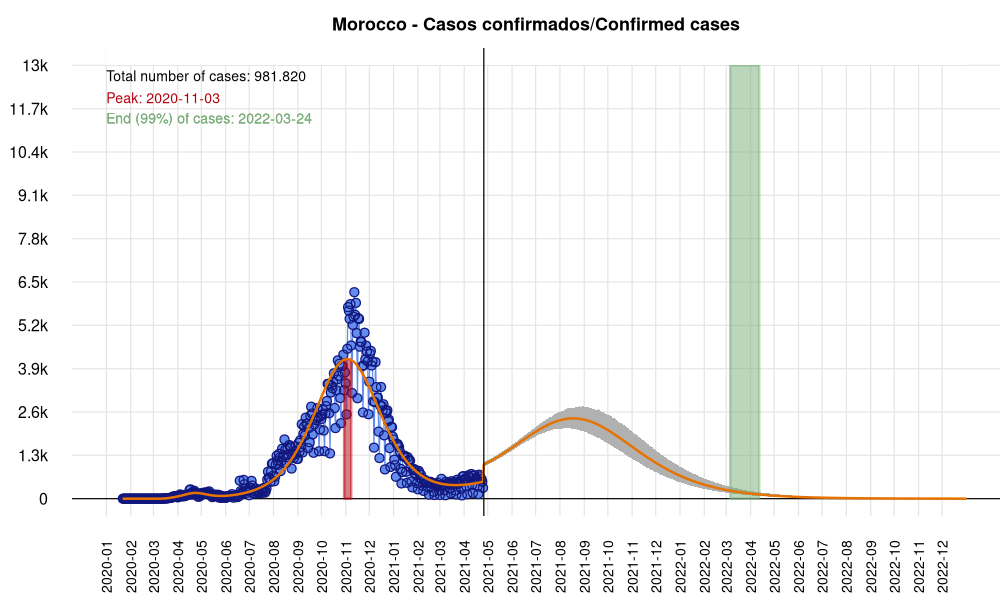 Morocco - Casos confirmados/Confirmed cases
Total number of cases: 981.820
Peak: 2020-11-03
End (99%) of cases: 2022-03-24
13k
11.7k
10.4k
9.1k
7.8k
6.5k
5.2k
3.9k
2.6k
1.3k
0
2020-01
2020-02
2020-03
2020-04
2020-05
2020-06
2020-07
2020-08
2020-09
2020-10
2020-11
2020-12
2021-01
2021-02
2021-03
2021-04
2021-05
2021-06
2021-07
2021-08
2021-09
2021-10
2021-11
2021-12
2022-01
2022-02
2022-03
2022-04
2022-05
2022-06
2022-07
2022-08
2022-09
2022-10
2022-11
2022-12